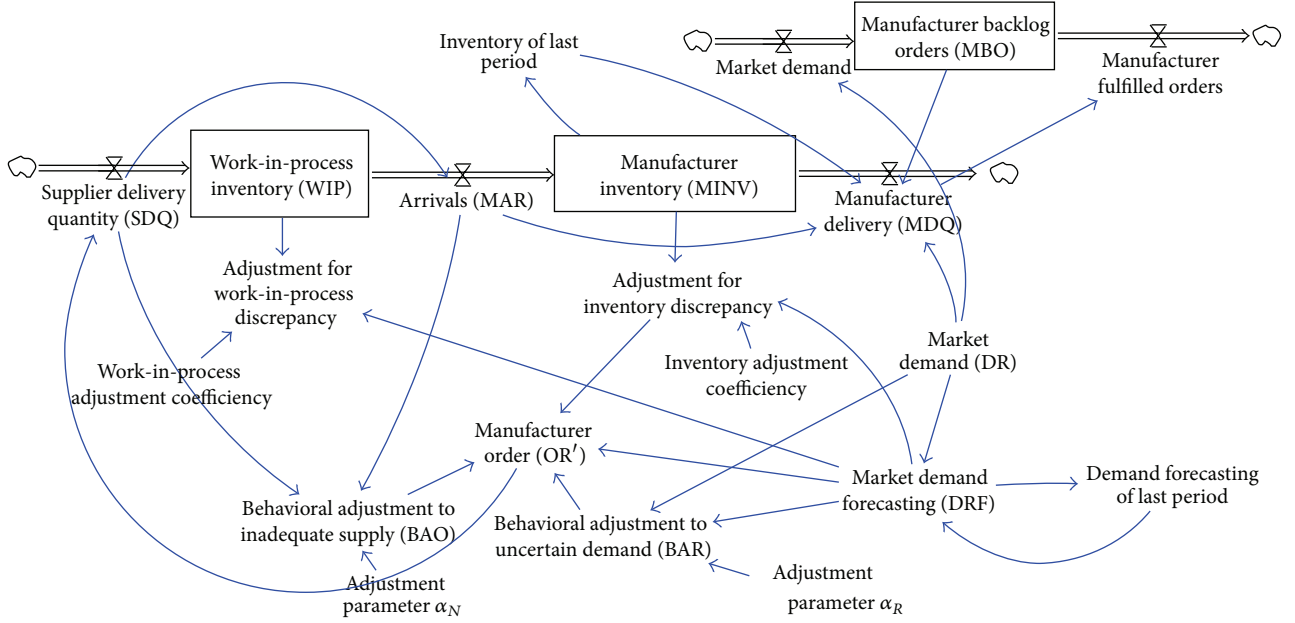 Inventory of last
period
Market demand
Manufacturer backlog
orders (MBO)
Manufacturer
fulfilled orders
Supplier delivery
quantity (SDQ)
Work-in-process
inventory (WIP)
Arrivals (MAR)
Manufacturer
inventory (MINV)
Manufacturer
delivery (MDQ)
Adjustment for
work-in-process
discrepancy
Adjustment for
inventory discrepancy
Market
demand (DR)
Work-in-process
adjustment coefficiency
Inventory adjustment
coefficiency
Manufacturer
order (OR′)
Market demand
forecasting (DRF)
Demand forecasting
of last period
Behavioral adjustment to
inadequate supply (BAO)
Behavioral adjustment to
uncertain demand (BAR)
Adjustment
parameter α_N
Adjustment
parameter α_R